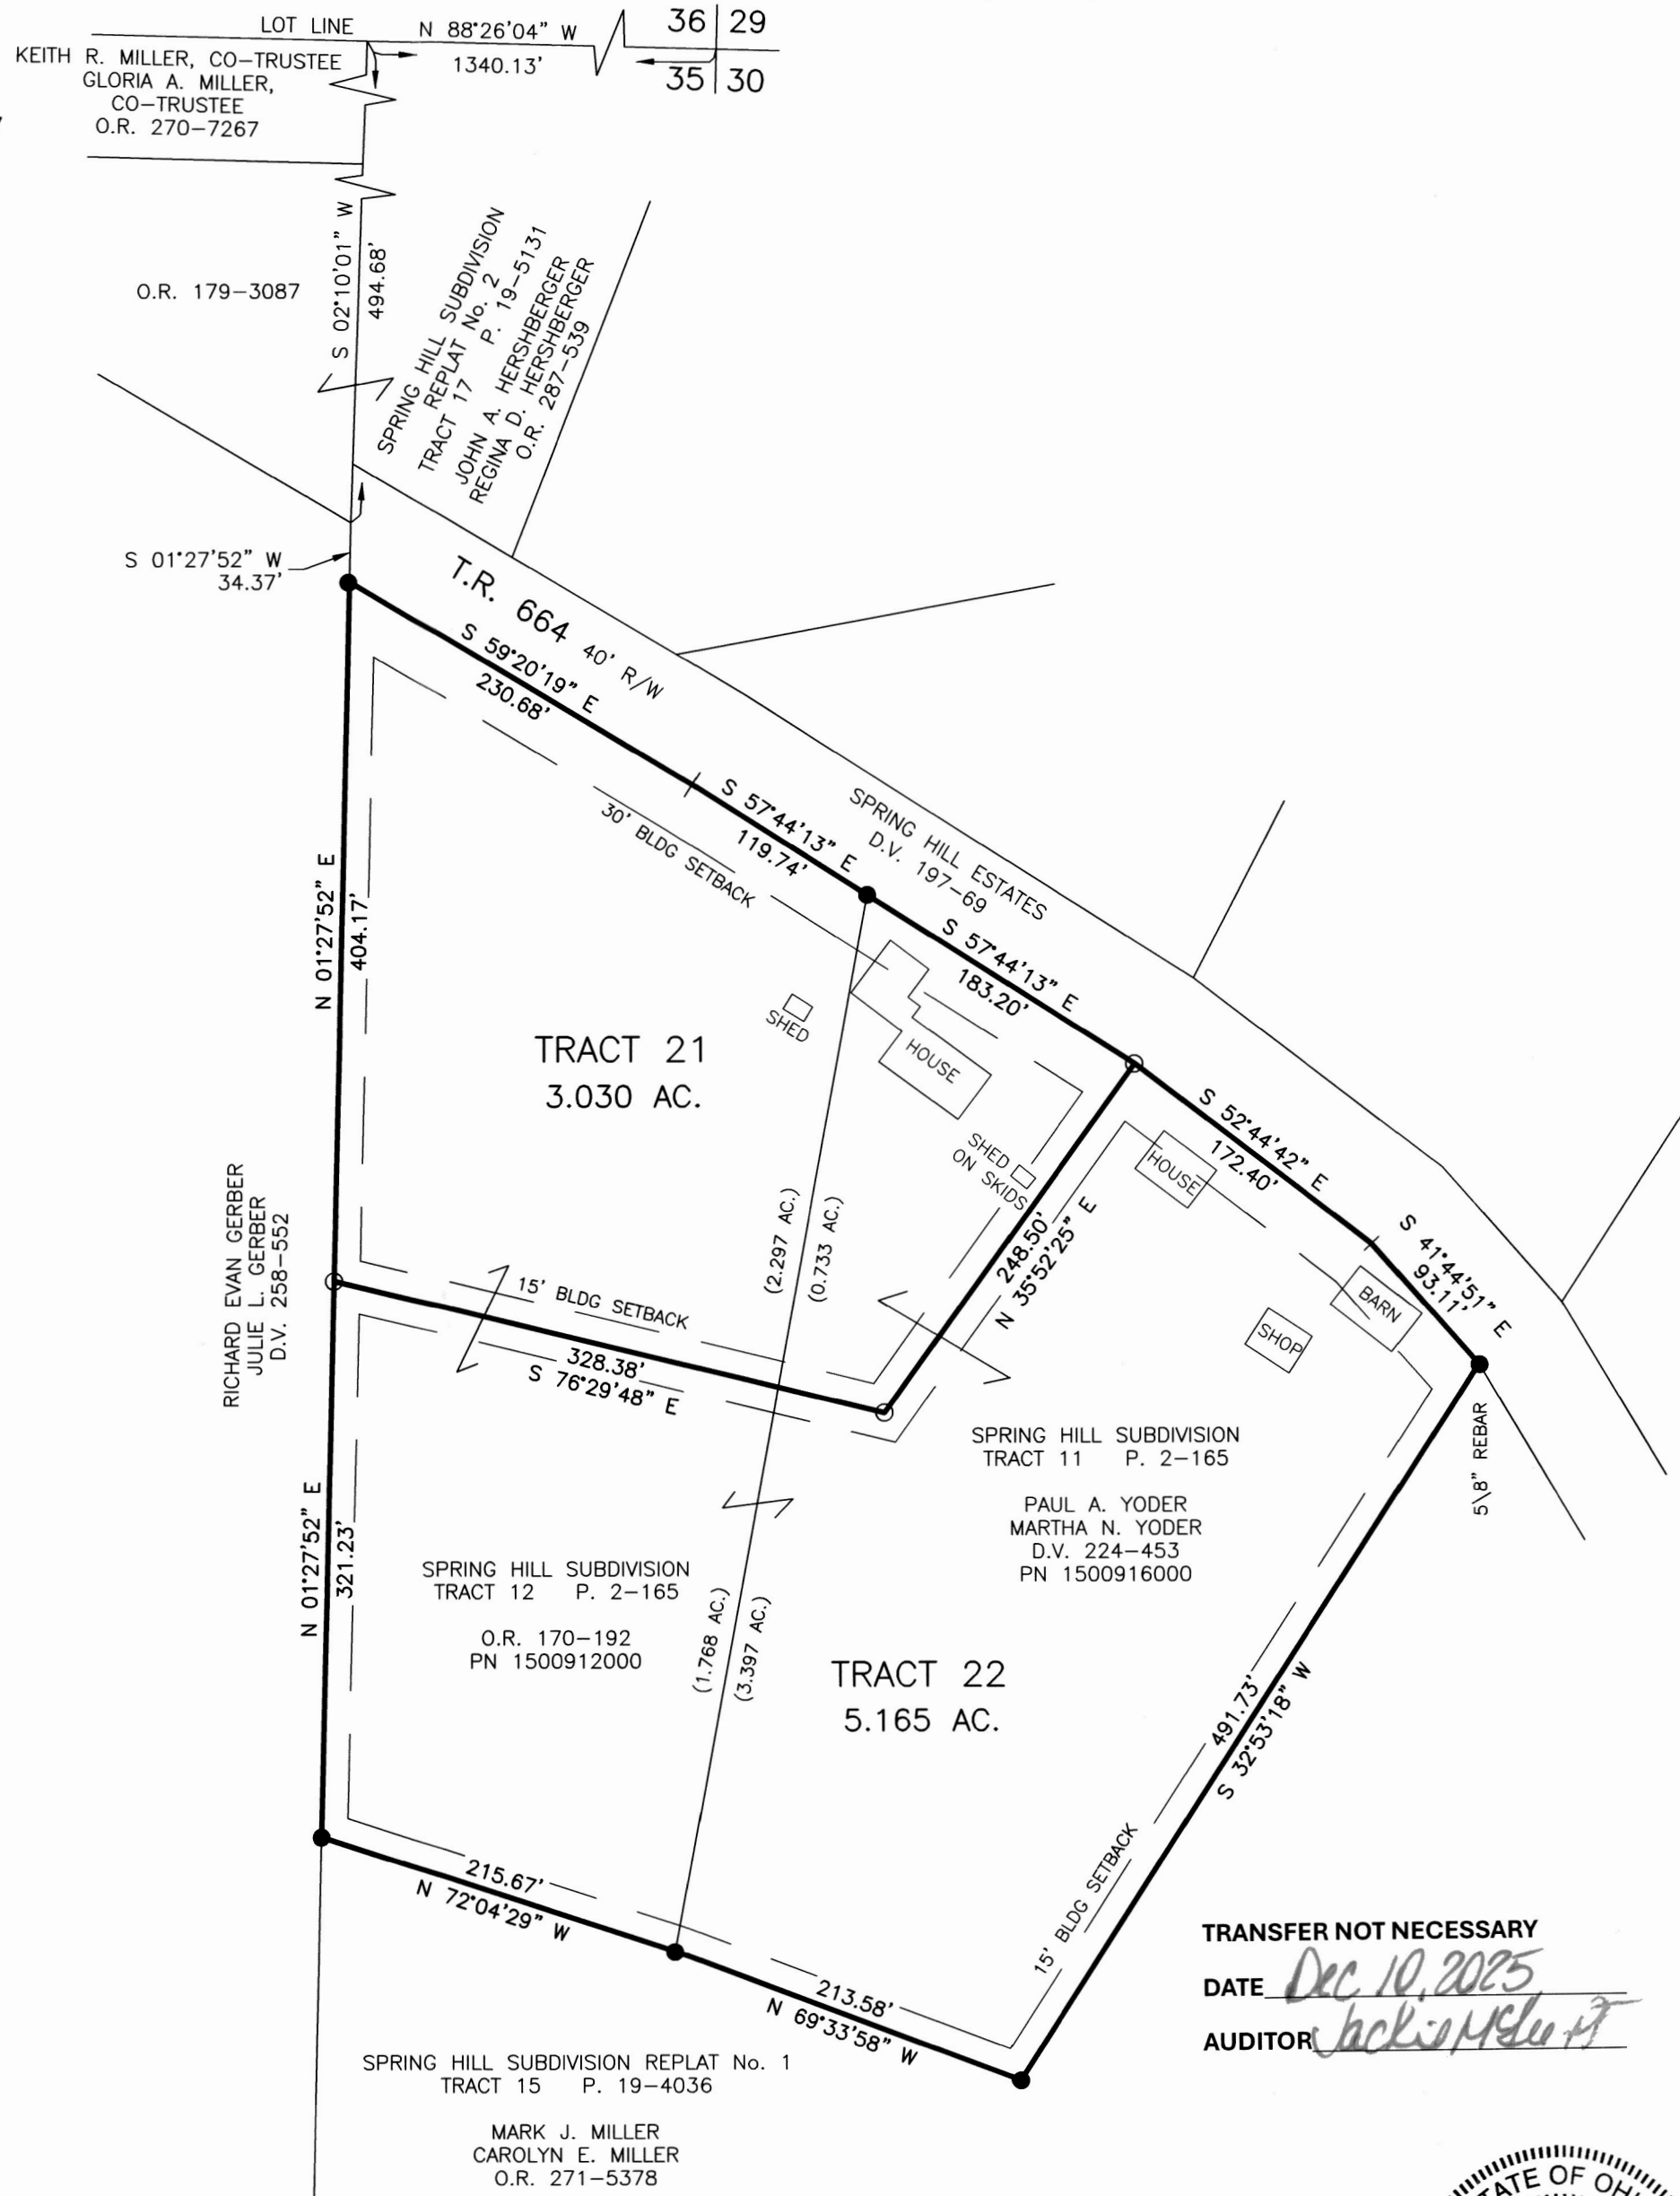 LOT LINE
N 88°26'04" W
1340.13'
36 29
35 30
KEITH R. MILLER, CO-TRUSTEE
GLORIA A. MILLER,
CO-TRUSTEE
O.R. 270-7267
O.R. 179-3087
S 02°10'01" W
494.68'
SPRING HILL SUBDIVISION
REPLAT No. 2
TRACT 17 P. 19-5131
JOHN A. HERSHBERGER
REGINA D. HERSHBERGER
O.R. 287-539
S 01°27'52" W
34.37'
T.R. 664 40' R/W
S 59°20'19" E
230.68'
S 57°44'13" E
119.74'
30' BLDG SETBACK
SPRING HILL ESTATES
D.V. 197-69
S 57°44'13" E
183.20'
N 01°27'52" E
404.17'
SHED
HOUSE
TRACT 21
3.030 AC.
SHED
ON SKIDS
S 52°44'42" E
172.40'
HOUSE
S 41°44'51" E
93.11'
BARN
SHOP
(2.297 AC.)
(0.733 AC.)
248.50'
N 35°52'25" E
RICHARD EVAN GERBER
JULIE L. GERBER
D.V. 258-552
15' BLDG SETBACK
328.38'
S 76°29'48" E
5\8" REBAR
SPRING HILL SUBDIVISION
TRACT 11 P. 2-165
PAUL A. YODER
MARTHA N. YODER
D.V. 224-453
PN 1500916000
N 01°27'52" E
321.23'
SPRING HILL SUBDIVISION
TRACT 12 P. 2-165
O.R. 170-192
PN 1500912000
(1.768 AC.)
(3.397 AC.)
TRACT 22
5.165 AC.
491.73'
S 32°53'18" W
15' BLDG SETBACK
215.67'
N 72°04'29" W
213.58'
N 69°33'58" W
TRANSFER NOT NECESSARY
DATE Dec 10, 2025
AUDITOR Jackie
SPRING HILL SUBDIVISION REPLAT No. 1
TRACT 15 P. 19-4036
MARK J. MILLER
CAROLYN E. MILLER
O.R. 271-5378
OF